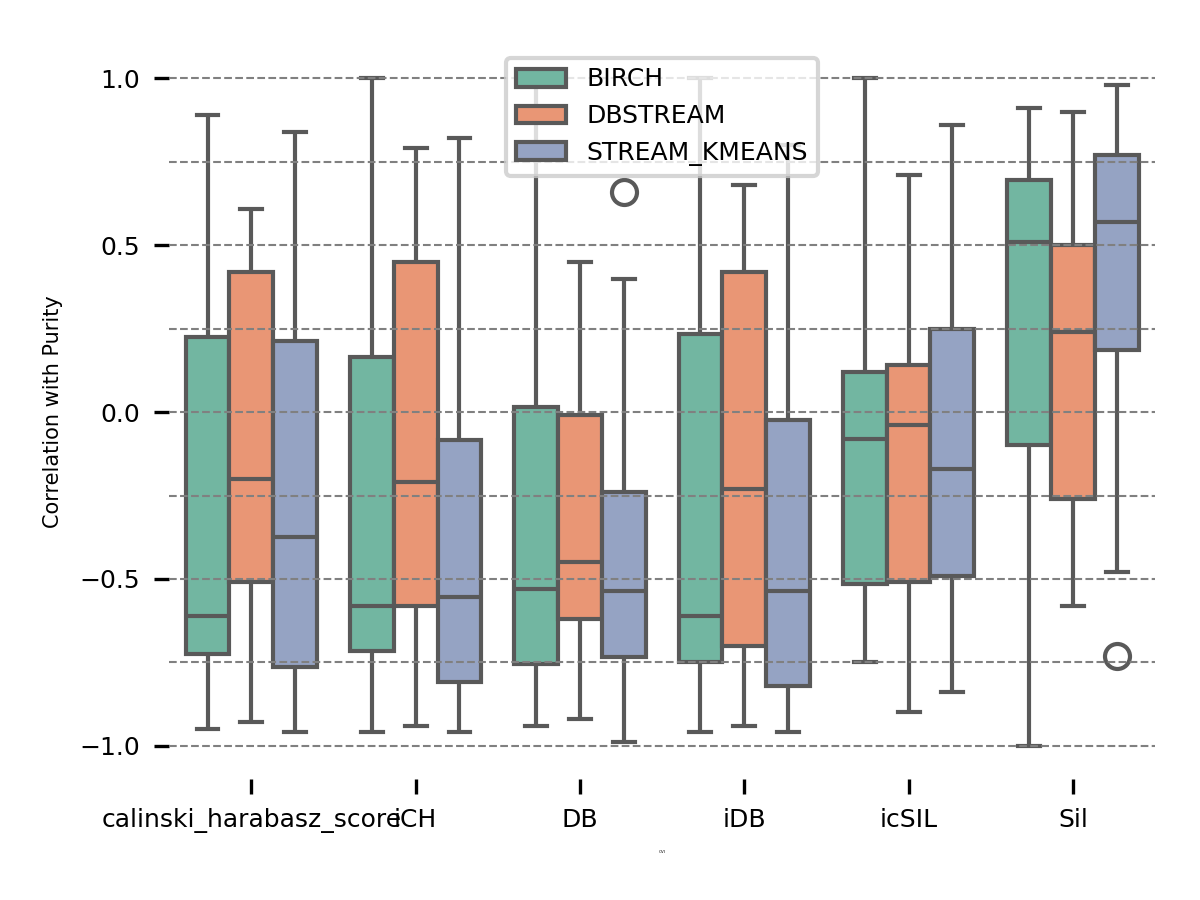 BIRCH
DBSTREAM
STREAM_KMEANS
1.0
0.5
0.0
−0.5
−1.0
Correlation with Purity
calinski_harabasz_score
iCH
DB
iDB
icSIL
Sil